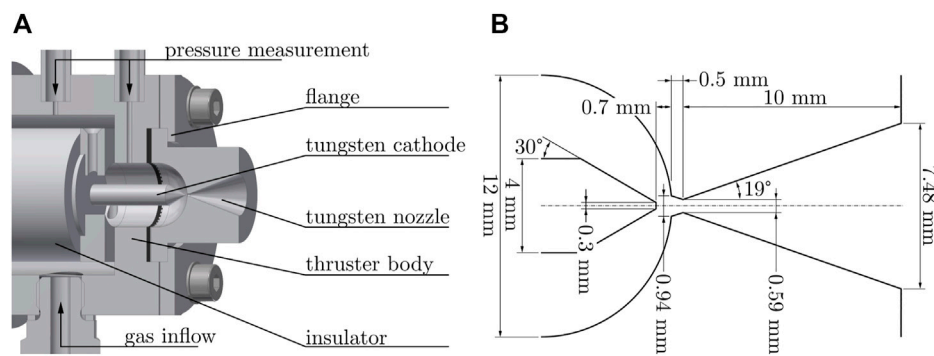 A
pressure measurement
flange
tungsten cathode
tungsten nozzle
thruster body
insulator
gas inflow
B
0.5 mm
0.7 mm
10 mm
30°
19°
12 mm
4 mm
0.3 mm
0.94 mm
0.59 mm
7.48 mm